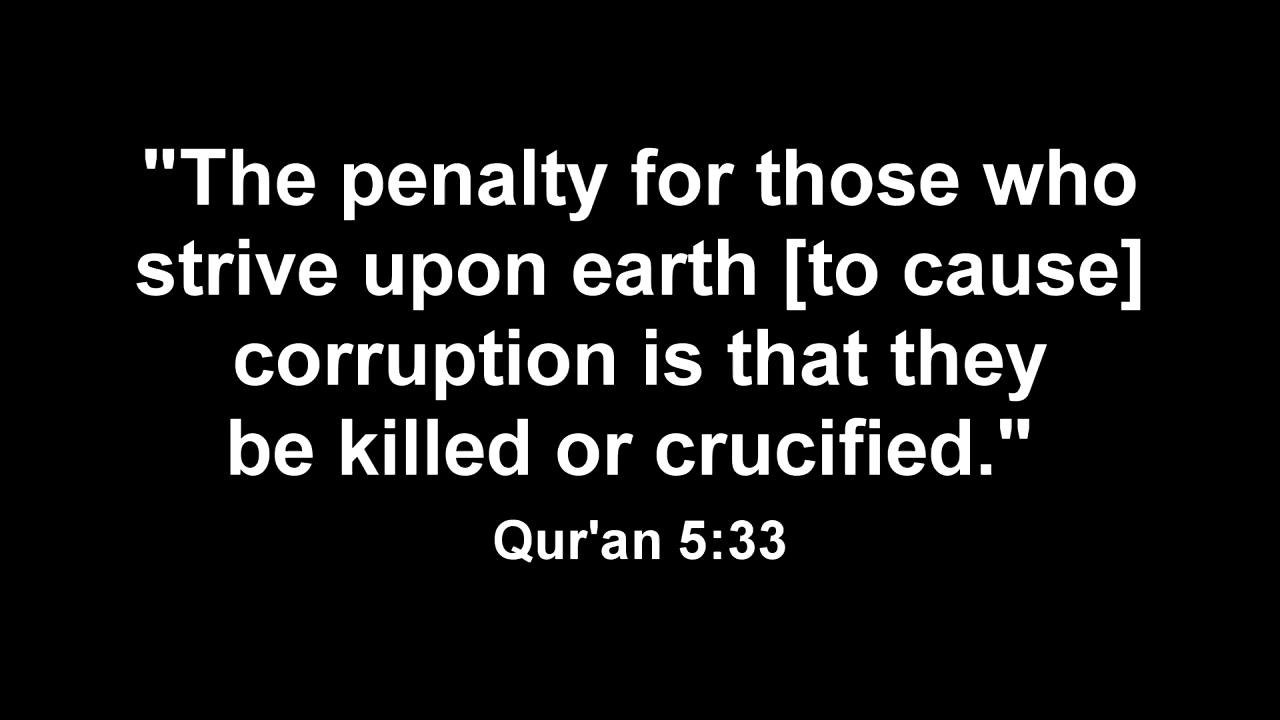 "The penalty for those who
strive upon earth [to cause]
corruption is that they
be killed or crucified."
Qur'an 5:33